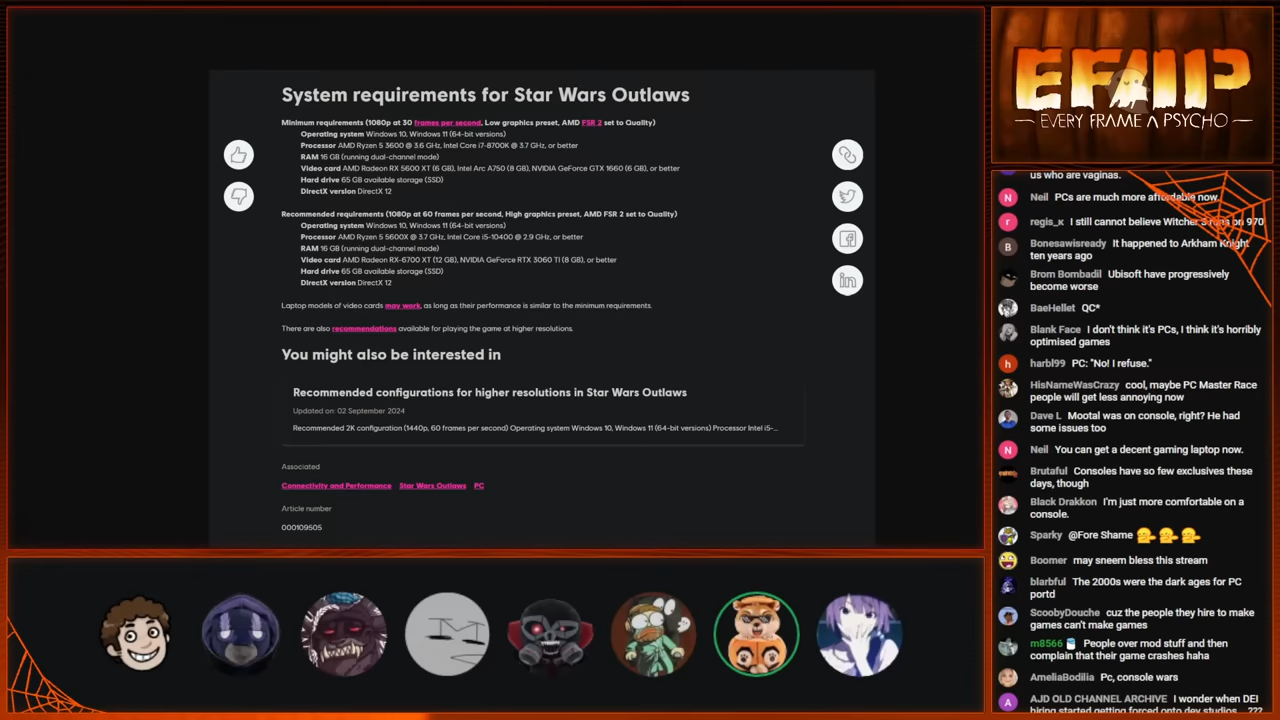 System requirements for Star Wars Outlaws
Minimum requirements (1080p at 30 frames per second, Low graphics preset, AMD FSR 2 set to Quality)
Operating system Windows 10, Windows 11 (64-bit versions)
Processor AMD Ryzen 5 3600 @ 3.6 GHz, Intel Core i7-8700K @ 3.7 GHz, or better
RAM 16 GB (running dual-channel mode)
Video card AMD Radeon RX 5600 XT (6 GB), Intel Arc A750 (8 GB), NVIDIA GeForce GTX 1660 (6 GB), or better
Hard drive 65 GB available storage (SSD)
DirectX version DirectX 12
Recommended requirements (1080p at 60 frames per second, High graphics preset, AMD FSR 2 set to Quality)
Operating system Windows 10, Windows 11 (64-bit versions)
Processor AMD Ryzen 5 5600X @ 3.7 GHz, Intel Core i5-10400 @ 2.9 GHz, or better
RAM 16 GB (running dual-channel mode)
Video card AMD Radeon RX-6700 XT (12 GB), NVIDIA GeForce RTX 3060 TI (8 GB), or better
Hard drive 65 GB available storage (SSD)
DirectX version DirectX 12
Laptop models of video cards may work, as long as their performance is similar to the minimum requirements.
There are also recommendations available for playing the game at higher resolutions.
You might also be interested in
Recommended configurations for higher resolutions in Star Wars Outlaws
Updated on: 02 September 2024
Recommended 2K configuration (1440p, 60 frames per second) Operating system Windows 10, Windows 11 (64-bit versions) Processor Intel i5-...
Associated
Connectivity and Performance Star Wars Outlaws PC
Article number
000109505
EFAP
EVERY FRAME A PSYCHO
us who are vaginas.
N Neil PCs are much more affordable now.
r regis_k I still cannot believe Witcher 3 runs on 970
B Bonesawisready It happened to Arkham Knight
ten years ago
Brom Bombadil Ubisoft have progressively
become worse
BaeHellet QC*
Blank Face I don't think it's PCs, I think it's horribly
optimised games
h harbl99 PC: "No! I refuse."
HisNameWasCrazy cool, maybe PC Master Race
people will get less annoying now
Dave L Mootal was on console, right? He had
some issues too
N Neil You can get a decent gaming laptop now.
Brutaful Consoles have so few exclusives these
days, though
Black Drakkon I'm just more comfortable on a
console.
Sparky @Fore Shame
Boomer may sneem bless this stream
blarbful The 2000s were the dark ages for PC
portd
ScoobyDouche cuz the people they hire to make
games can't make games
m8566 People over mod stuff and then
complain that their game crashes haha
AmeliaBodilia Pc, console wars
A AJD OLD CHANNEL ARCHIVE I wonder when DEI
hiring started getting forced onto dev studios... ???